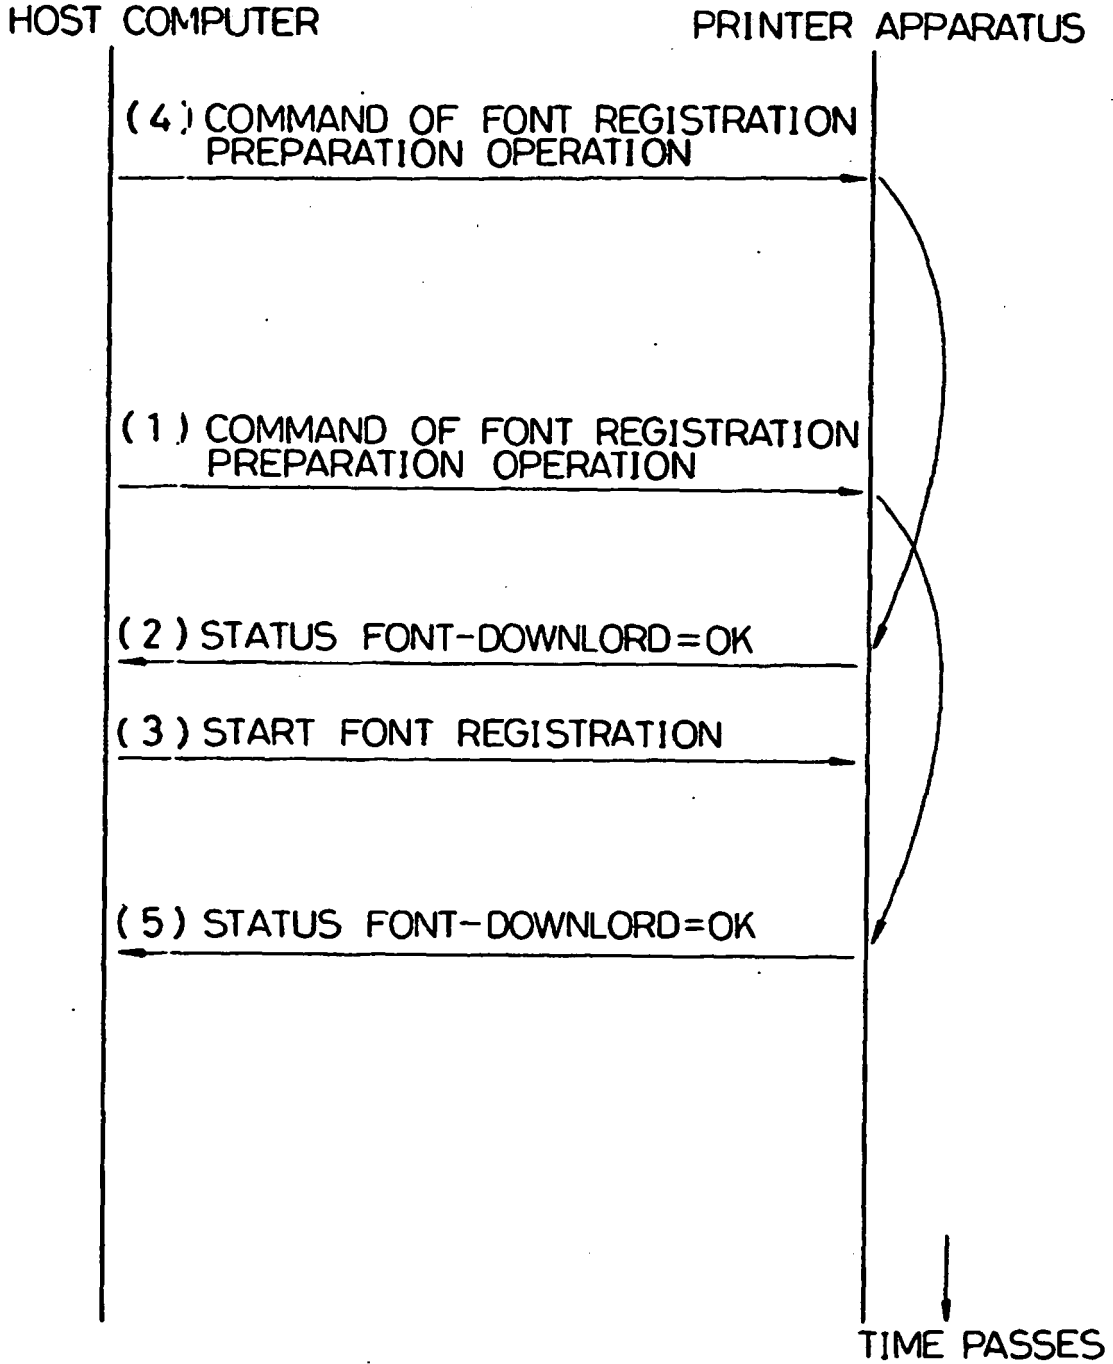 HOST COMPUTER
PRINTER APPARATUS
(4) COMMAND OF FONT REGISTRATION
PREPARATION OPERATION
(1) COMMAND OF FONT REGISTRATION
PREPARATION OPERATION
(2) STATUS FONT-DOWNLORD=OK
(3) START FONT REGISTRATION
(5) STATUS FONT-DOWNLORD=OK
TIME PASSES